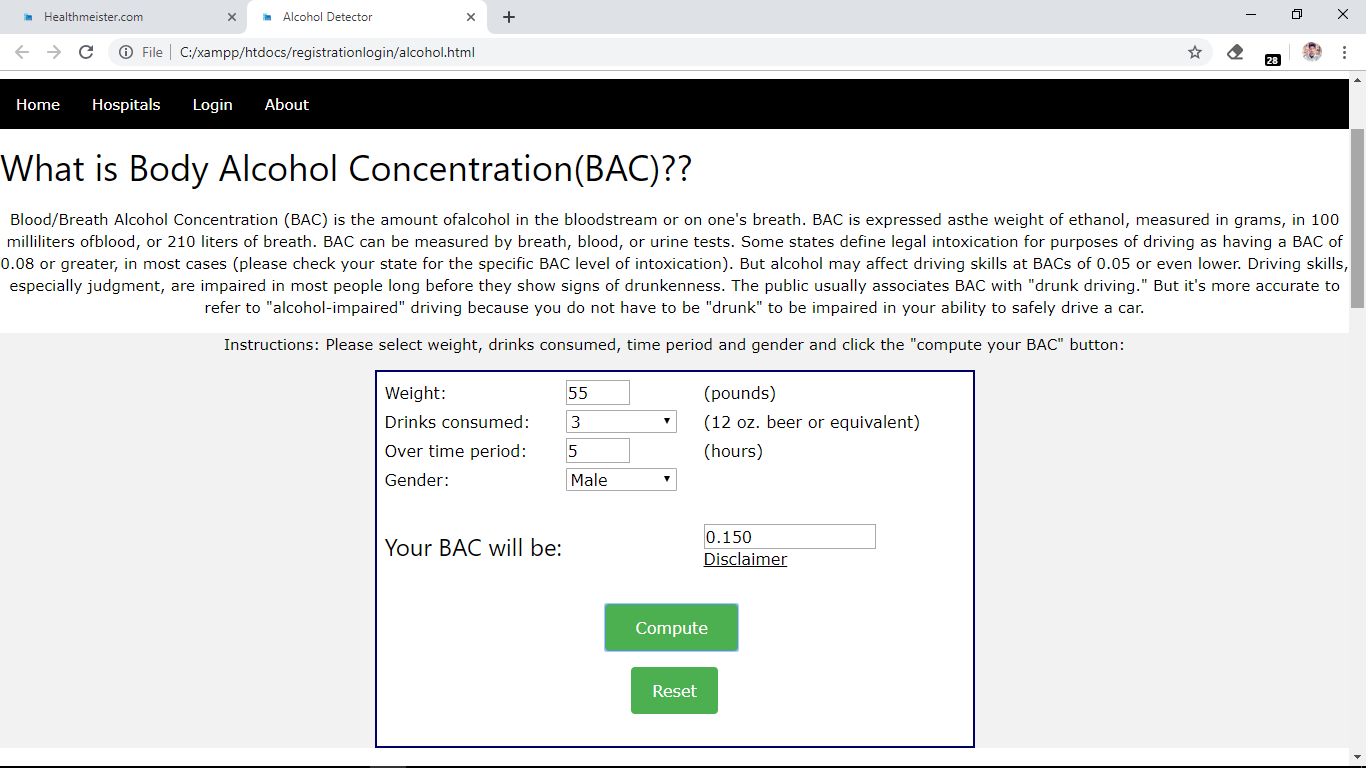 Healthmeister.com
Alcohol Detector
File
C:/xampp/htdocs/registrationlogin/alcohol.html
28
Home Hospitals Login About
What is Body Alcohol Concentration(BAC)??
Blood/Breath Alcohol Concentration (BAC) is the amount ofalcohol in the bloodstream or on one's breath. BAC is expressed asthe weight of ethanol, measured in grams, in 100
milliliters ofblood, or 210 liters of breath. BAC can be measured by breath, blood, or urine tests. Some states define legal intoxication for purposes of driving as having a BAC of
0.08 or greater, in most cases (please check your state for the specific BAC level of intoxication). But alcohol may affect driving skills at BACs of 0.05 or even lower. Driving skills,
especially judgment, are impaired in most people long before they show signs of drunkenness. The public usually associates BAC with "drunk driving." But it's more accurate to
refer to "alcohol-impaired" driving because you do not have to be "drunk" to be impaired in your ability to safely drive a car.
Instructions: Please select weight, drinks consumed, time period and gender and click the "compute your BAC" button:
Weight: 55 (pounds)
Drinks consumed: 3 (12 oz. beer or equivalent)
Over time period: 5 (hours)
Gender: Male
Your BAC will be: 0.150
Disclaimer
Compute
Reset